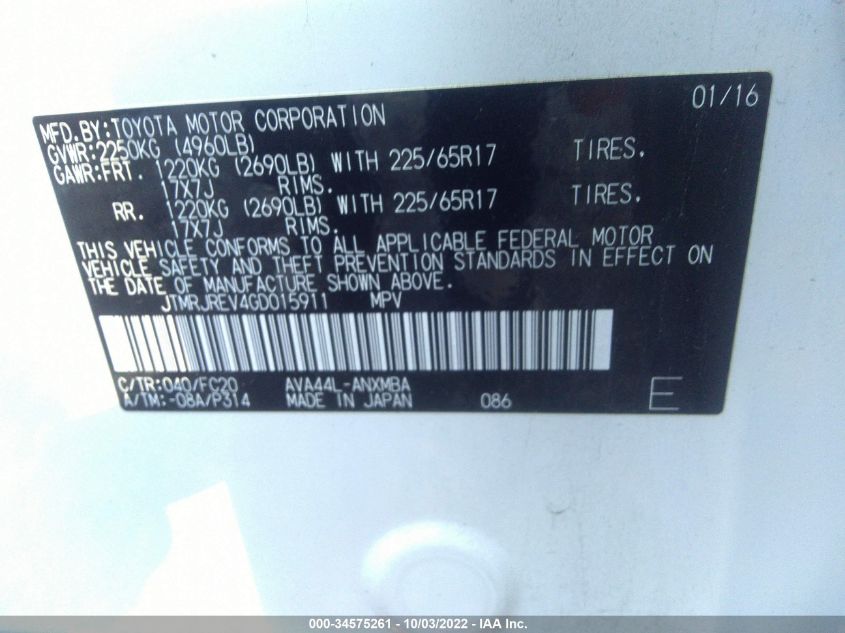 01/16
MFD.BY:TOYOTA MOTOR CORPORATION
GVWR:2250KG (4960LB)
GAWR:FRT. 1220KG (2690LB) WITH 225/65R17 TIRES.
17X7J RIMS.
RR. 1220KG (2690LB) WITH 225/65R17 TIRES.
17X7J RIMS.
THIS VEHICLE CONFORMS TO ALL APPLICABLE FEDERAL MOTOR
VEHICLE SAFETY AND THEFT PREVENTION STANDARDS IN EFFECT ON
THE DATE OF MANUFACTURE SHOWN ABOVE.
JTMRJREV4GD015911 MPV
C/TR:040/FC20 AVA44L-ANXMBA
A/TM:-08A/P314 MADE IN JAPAN 086 E
000-34575261 - 10/03/2022 - IAA Inc.